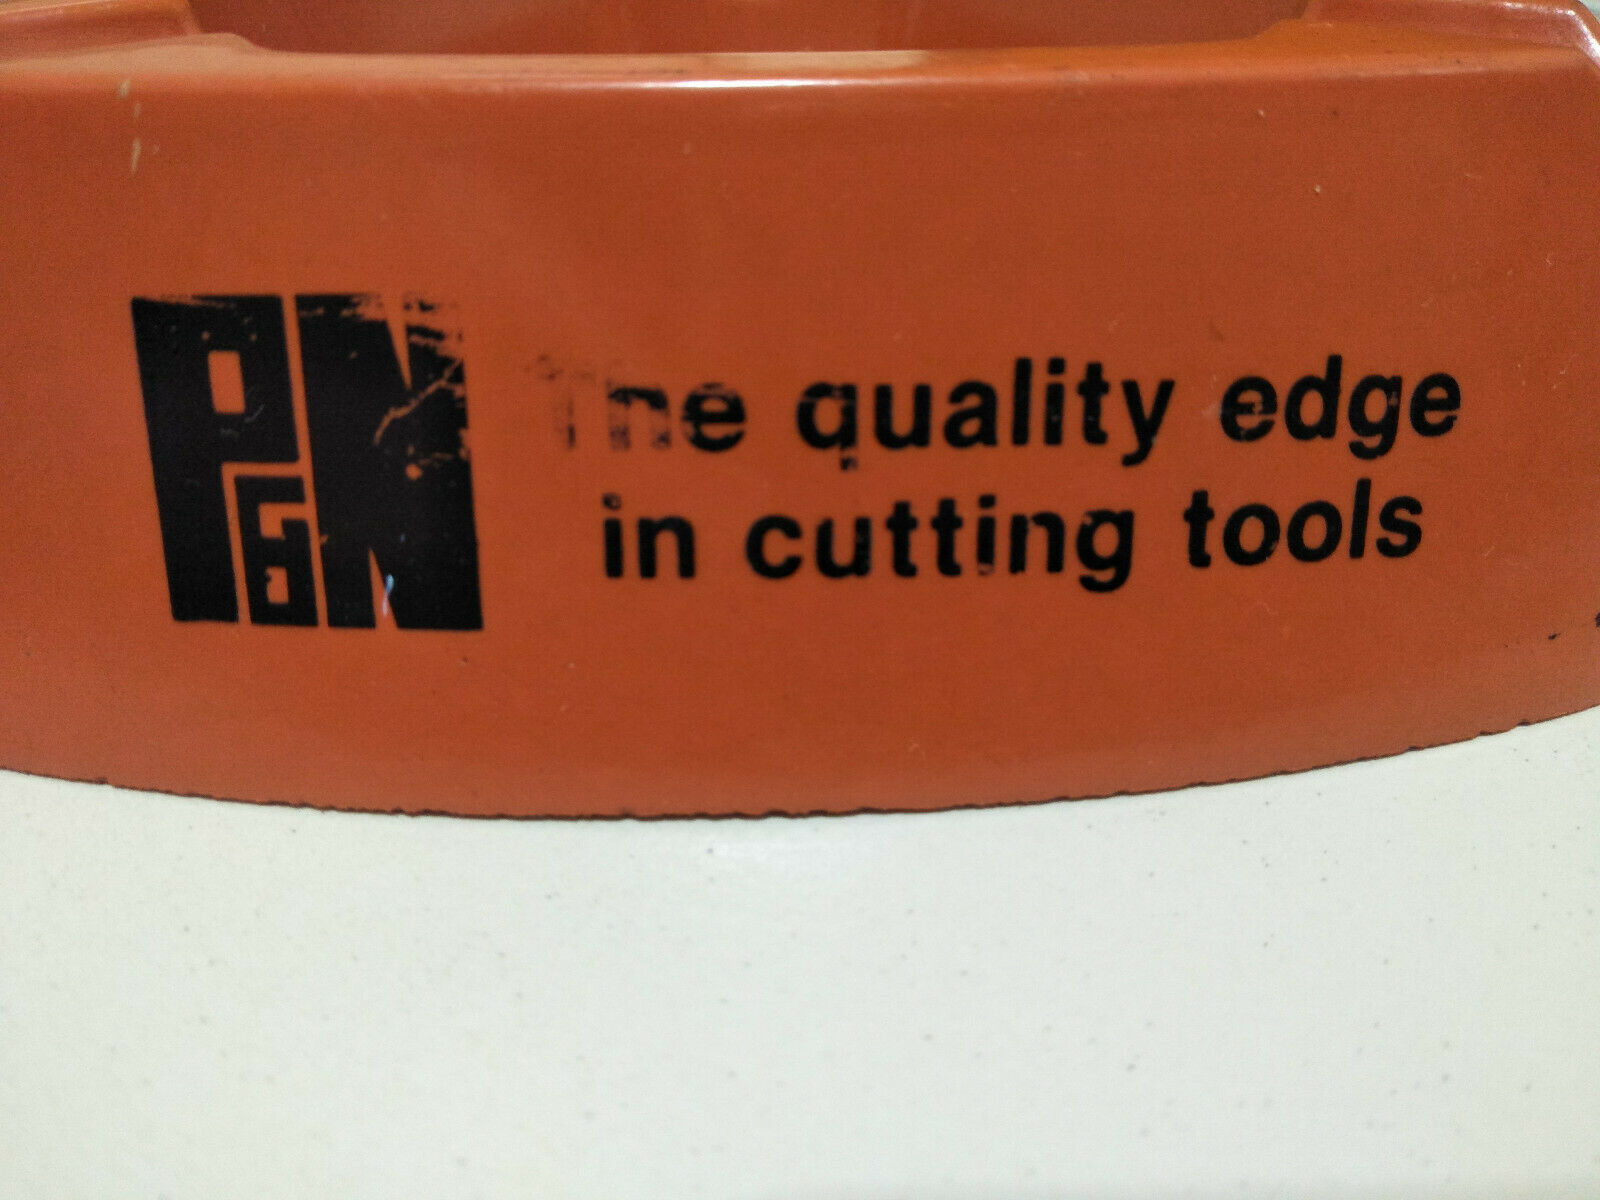 P&N
The quality edge
in cutting tools